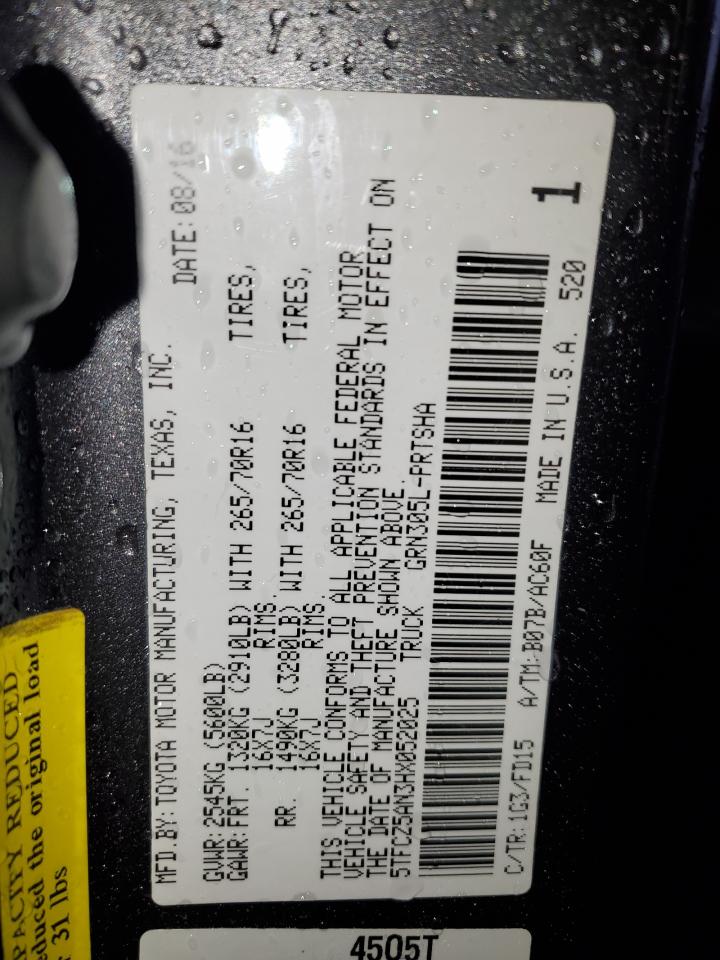 MFD.BY: TOYOTA MOTOR MANUFACTURING, TEXAS, INC.
DATE: 08/16
GVWR: 2545KG (5600LB)
GAWR: FRT. 1320KG (2910LB) WITH 265/70R16 TIRES,
16X7J RIMS,
RR. 1490KG (3280LB) WITH 265/70R16 TIRES,
16X7J RIMS
THIS VEHICLE CONFORMS TO ALL APPLICABLE FEDERAL MOTOR
VEHICLE SAFETY AND THEFT PREVENTION STANDARDS IN EFFECT ON
THE DATE OF MANUFACTURE SHOWN ABOVE.
5TFCZ5AN3HX052025 TRUCK GRN305L-PRTSHA
1
C/TR: 1G3/FD15 A/TM: B07B/AC60F MADE IN U.S.A. 520
PACITY REDUCED
educed the original load
31 lbs
4505T